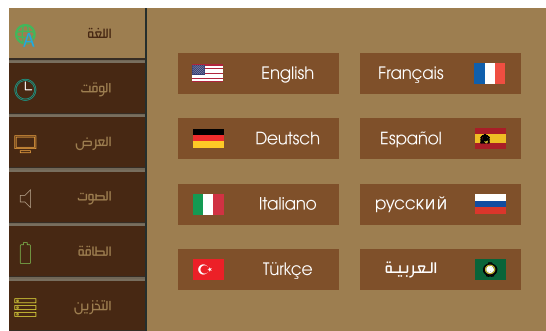 اللغة
الوقت
العرض
الصوت
الطاقة
التخزين
English
Français
Deutsch
Español
Italiano
русский
Türkçe
العربية